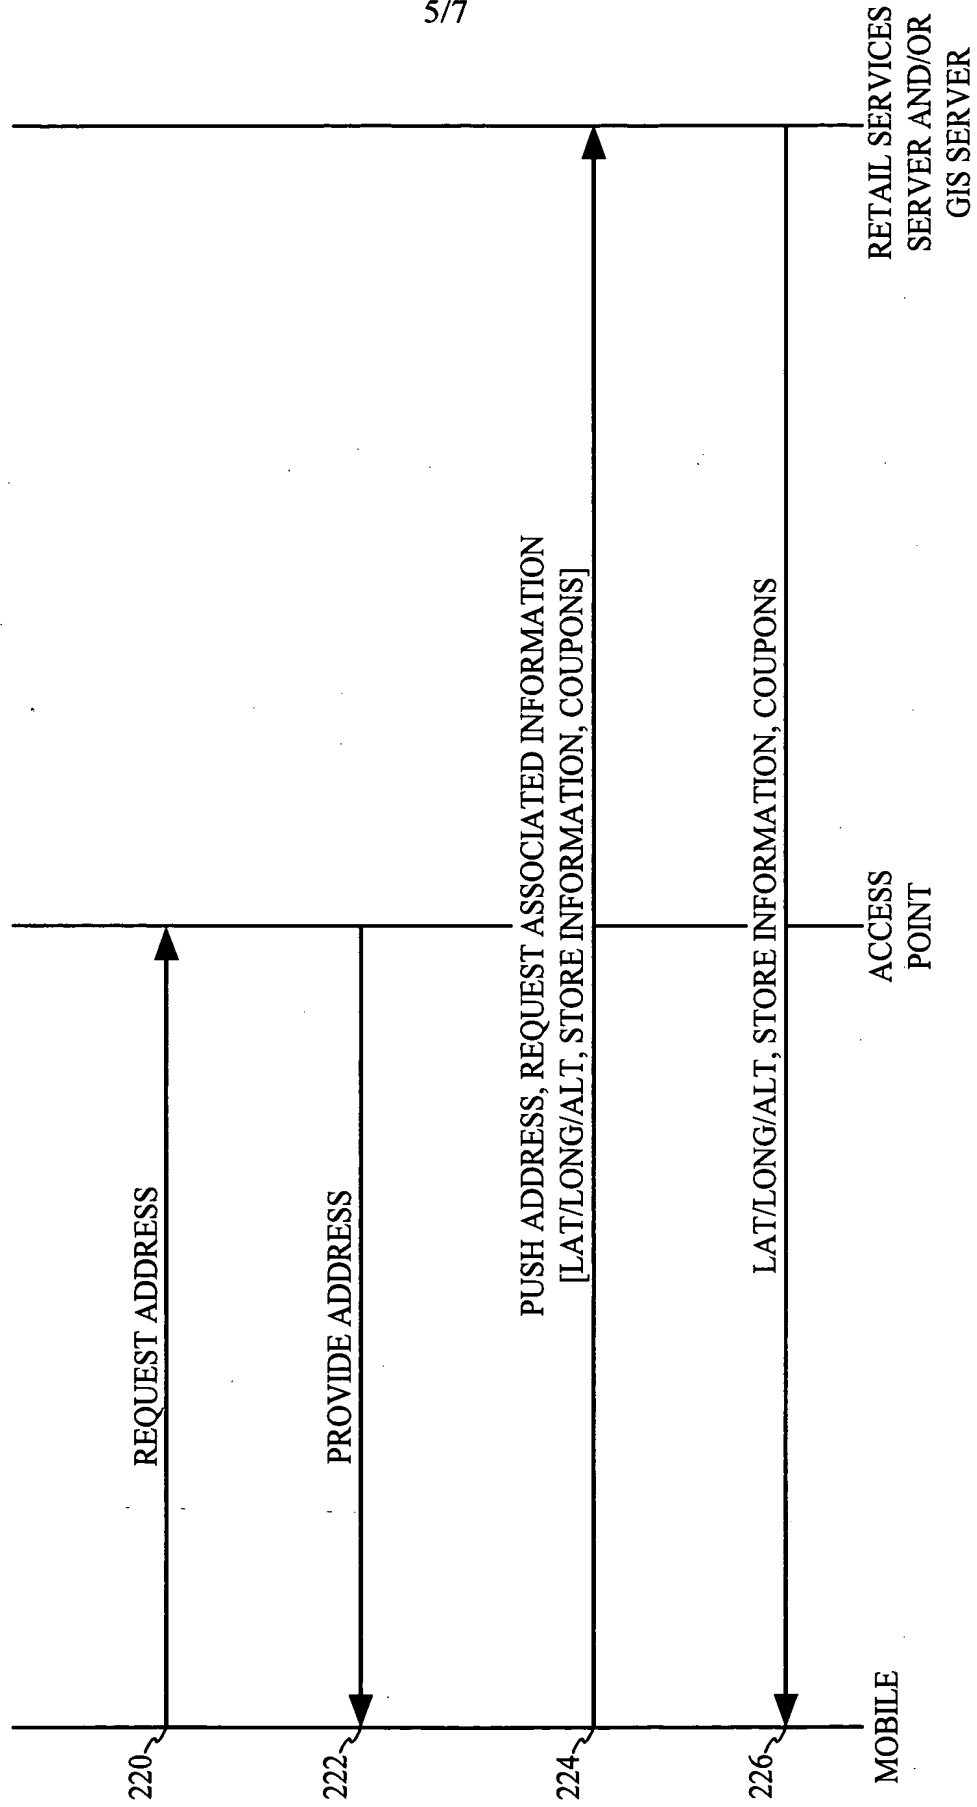 5/7
220
REQUEST ADDRESS
222
PROVIDE ADDRESS
224
PUSH ADDRESS, REQUEST ASSOCIATED INFORMATION
[LAT/LONG/ALT, STORE INFORMATION, COUPONS]
226
LAT/LONG/ALT, STORE INFORMATION, COUPONS
MOBILE
ACCESS
POINT
RETAIL SERVICES
SERVER AND/OR
GIS SERVER